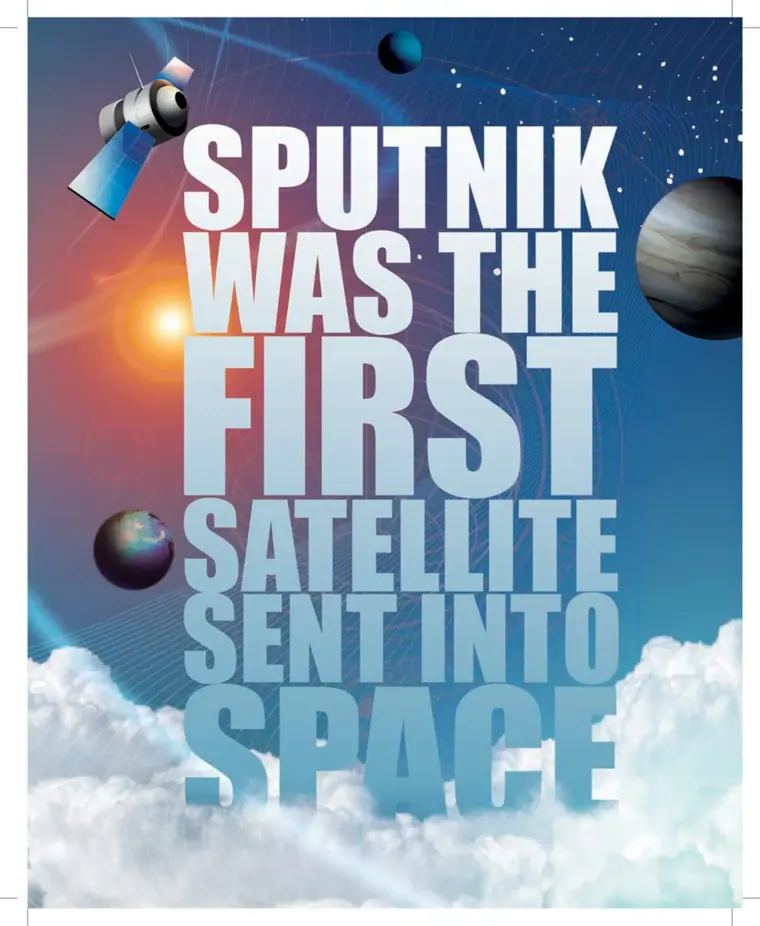 SPUTNIK
WAS THE
FIRST
SATELLITE
SENT INTO
SPACE